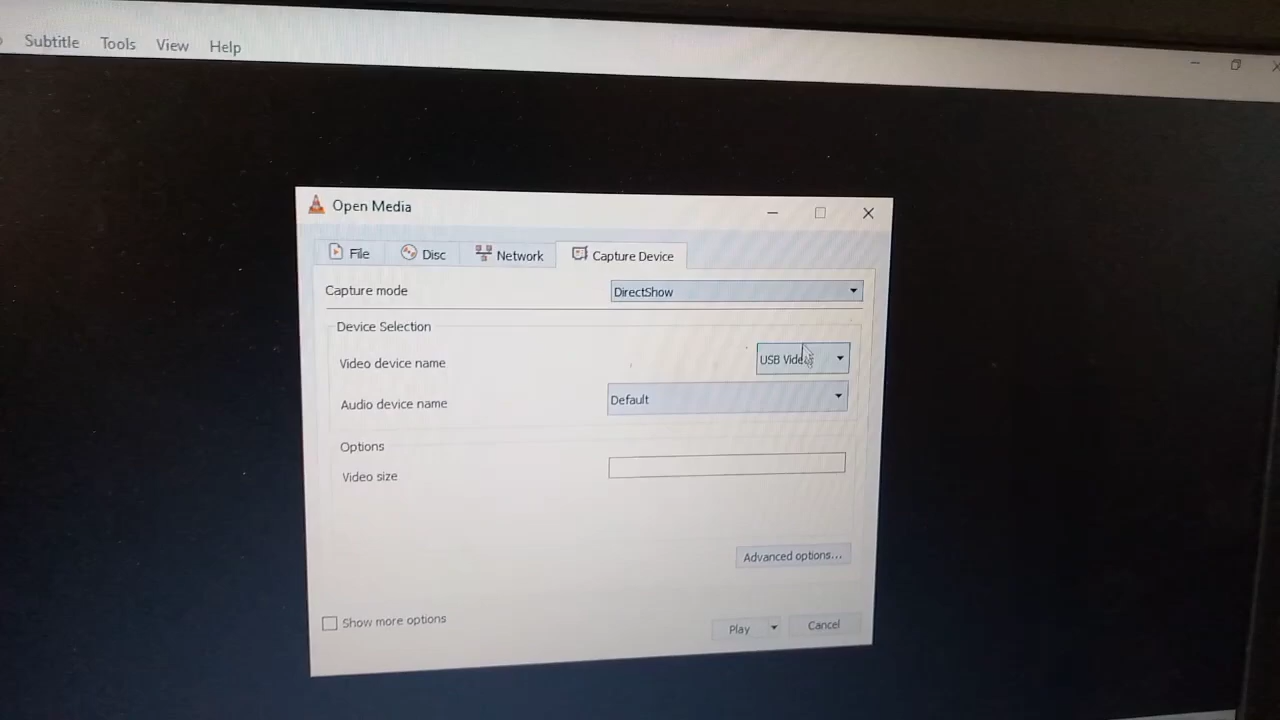 Subtitle Tools View Help
Open Media
File Disc Network Capture Device
Capture mode DirectShow
Device Selection
Video device name USB Video
Audio device name Default
Options
Video size
Advanced options...
Show more options
Play Cancel